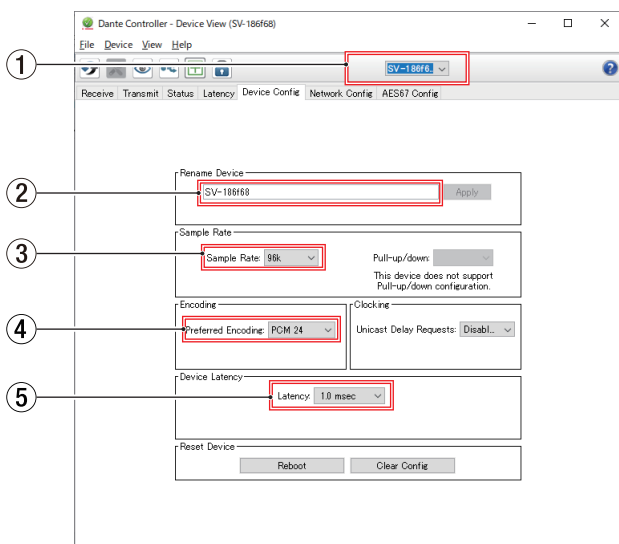 Dante Controller - Device View (SV-186f68)
File Device View Help
1
SV-186f6..
?
Receive Transmit Status Latency Device Config Network Config AES67 Config
Rename Device
2
SV-186f68
Apply
Sample Rate
3
Sample Rate: 96k
Pull-up/down:
This device does not support
Pull-up/down configuration.
Encoding
Clocking
4
Preferred Encoding: PCM 24
Unicast Delay Requests: Disabl...
Device Latency
5
Latency: 1.0 msec
Reset Device
Reboot
Clear Config